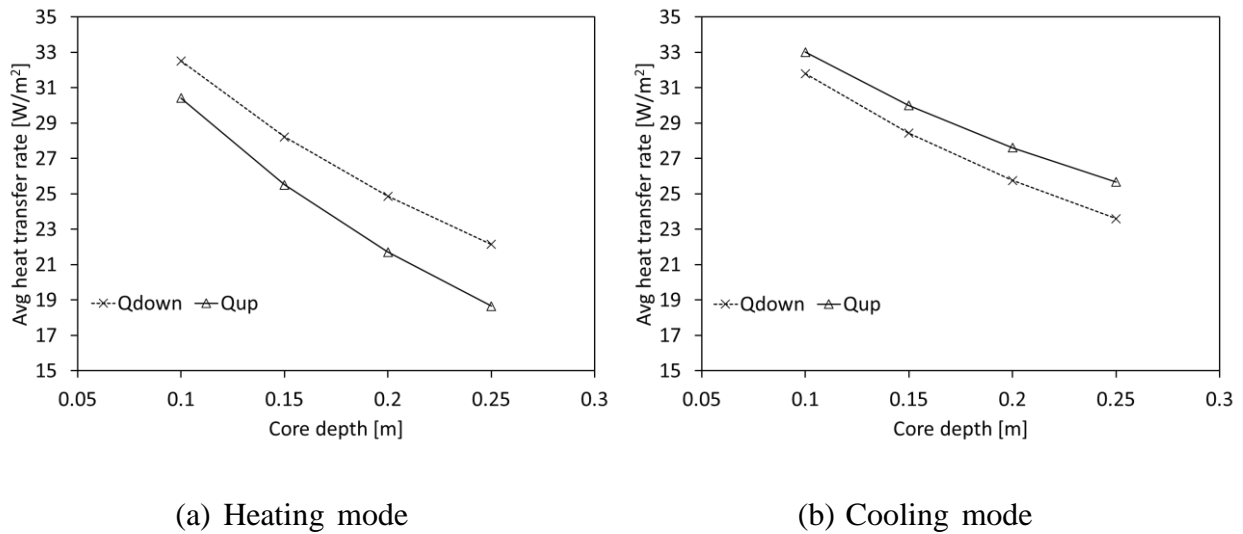 Avg heat transfer rate [W/m²]
35
33
31
29
27
25
23
21
19
17
15
Qdown Qup
0.05 0.1 0.15 0.2 0.25 0.3
Core depth [m]
(a) Heating mode
Avg heat transfer rate [W/m²]
35
33
31
29
27
25
23
21
19
17
15
Qdown Qup
0.05 0.1 0.15 0.2 0.25 0.3
Core depth [m]
(b) Cooling mode